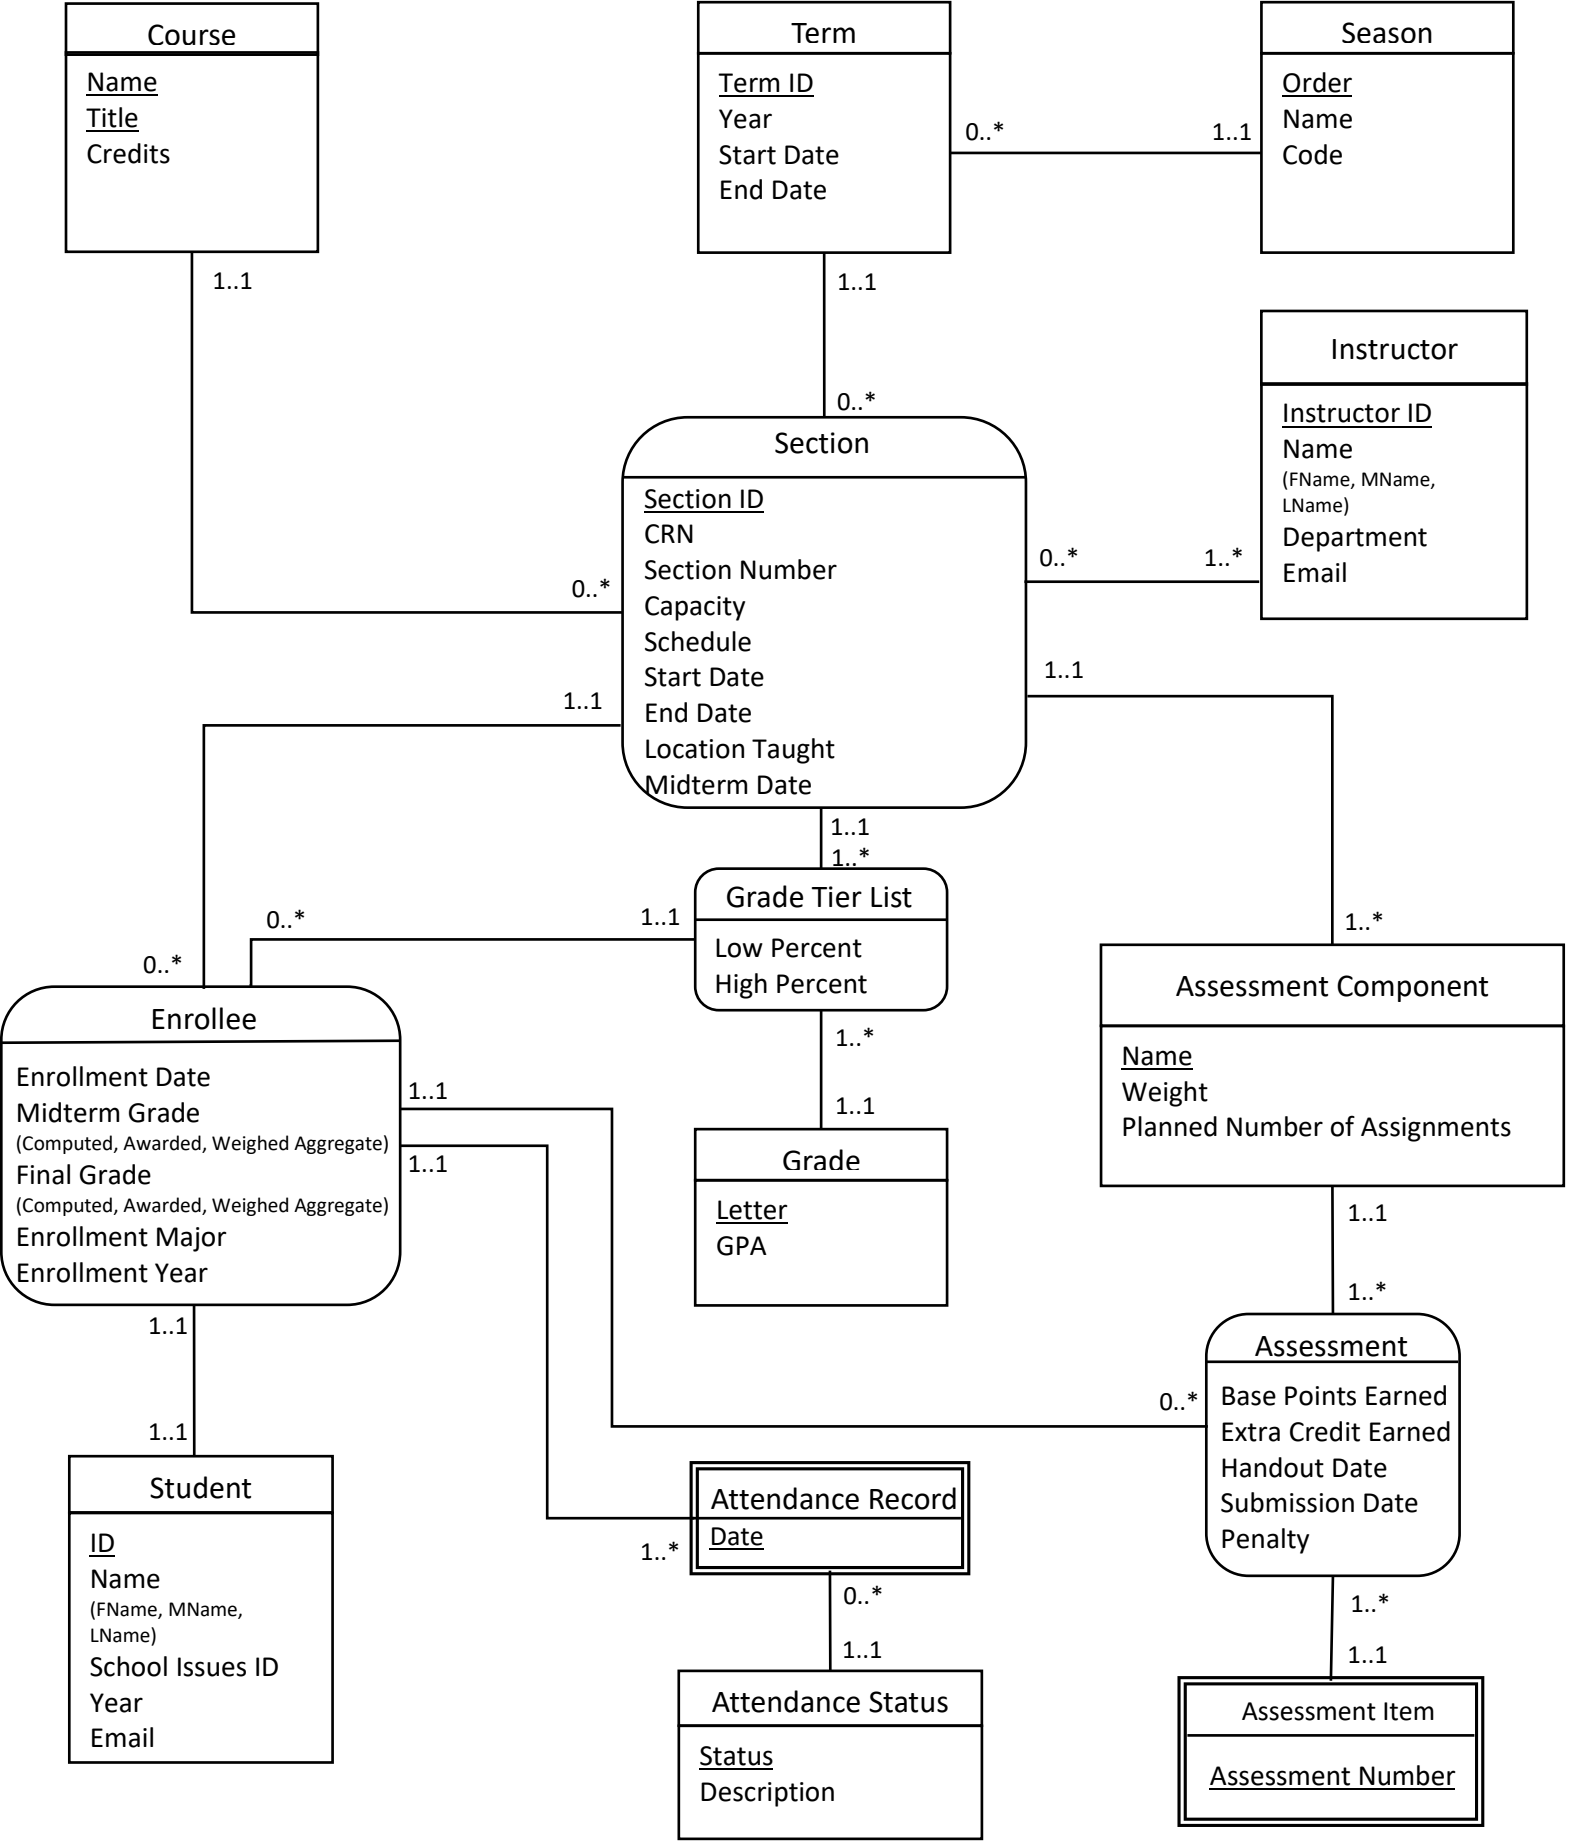 Course
Name
Title
Credits
Term
Term ID
Year
Start Date
End Date
Season
Order
Name
Code
0..*
1..1
1..1
1..1
0..*
Instructor
Instructor ID
Name
(FName, MName,
LName)
Department
Email
Section
Section ID
CRN
Section Number
Capacity
Schedule
Start Date
End Date
Location Taught
Midterm Date
0..*
1..*
0..*
1..1
1..1
1..1
1..*
Grade Tier List
Low Percent
High Percent
0..*
1..1
0..*
1..*
Enrollee
Enrollment Date
Midterm Grade
(Computed, Awarded, Weighed Aggregate)
Final Grade
(Computed, Awarded, Weighed Aggregate)
Enrollment Major
Enrollment Year
Assessment Component
Name
Weight
Planned Number of Assignments
1..*
1..1
1..1
1..1
Grade
Letter
GPA
1..1
1..*
1..1
1..1
Assessment
Base Points Earned
Extra Credit Earned
Handout Date
Submission Date
Penalty
0..*
Student
ID
Name
(FName, MName,
LName)
School Issues ID
Year
Email
Attendance Record
Date
1..*
0..*
1..1
Attendance Status
Status
Description
1..*
1..1
Assessment Item
Assessment Number